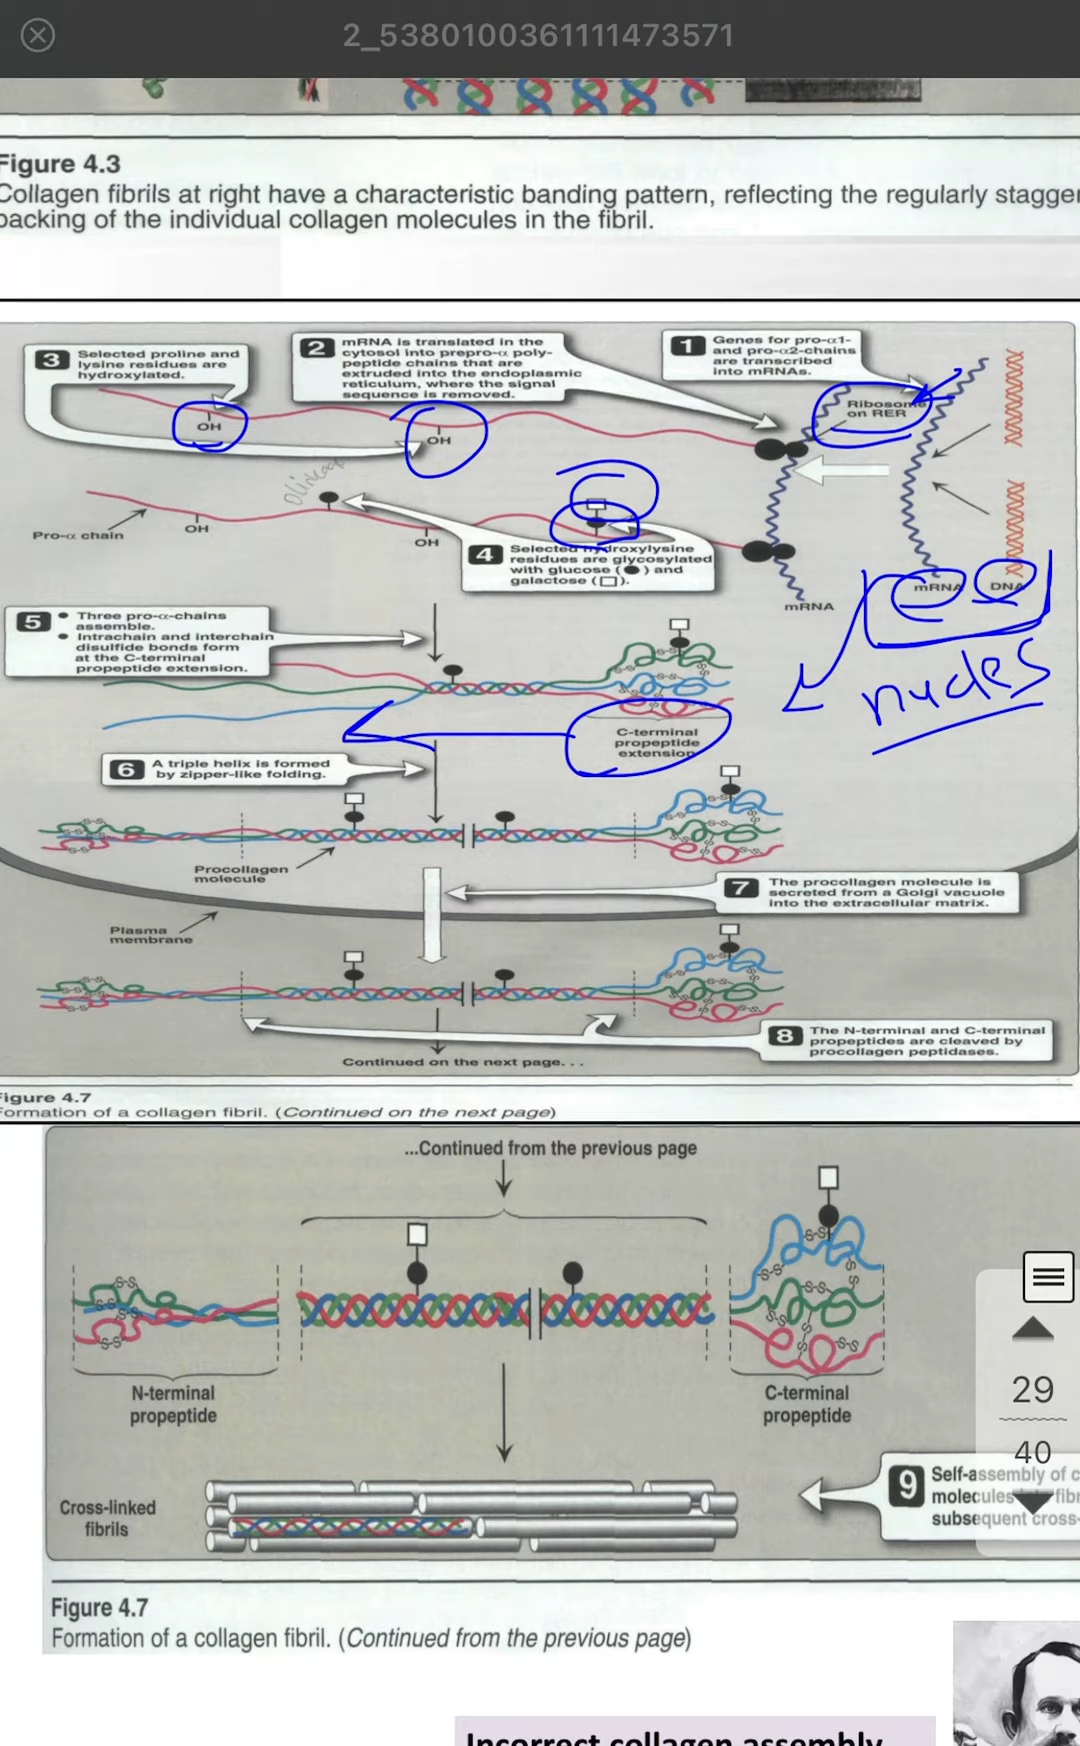 2_5380100361111473571
Figure 4.3
Collagen fibrils at right have a characteristic banding pattern, reflecting the regularly stagger
packing of the individual collagen molecules in the fibril.
1 Genes for pro-α1-
and pro-α2-chains
are transcribed
into mRNAs.
2 mRNA is translated in the
cytosol into prepro-α poly-
peptide chains that are
extruded into the endoplasmic
reticulum, where the signal
sequence is removed.
3 Selected proline and
lysine residues are
hydroxylated.
Ribosome
on RER
OH
OH
Pro-α chain
OH
OH
4 Selected hydroxylysine
residues are glycosylated
with glucose (●) and
galactose (□).
mRNA
DNA
mRNA
nucles
5 • Three pro-α-chains
assemble.
• Intrachain and interchain
disulfide bonds form
at the C-terminal
propeptide extension.
C-terminal
propeptide
extension
6 A triple helix is formed
by zipper-like folding.
Procollagen
molecule
7 The procollagen molecule is
secreted from a Golgi vacuole
into the extracellular matrix.
Plasma
membrane
8 The N-terminal and C-terminal
propeptides are cleaved by
procollagen peptidases.
Continued on the next page. . .
Figure 4.7
Formation of a collagen fibril. (Continued on the next page)
...Continued from the previous page
N-terminal
propeptide
C-terminal
propeptide
29
40
Cross-linked
fibrils
9 Self-assembly of c
molecules fib
subsequent cross-
Figure 4.7
Formation of a collagen fibril. (Continued from the previous page)
Incorrect collagen assembly